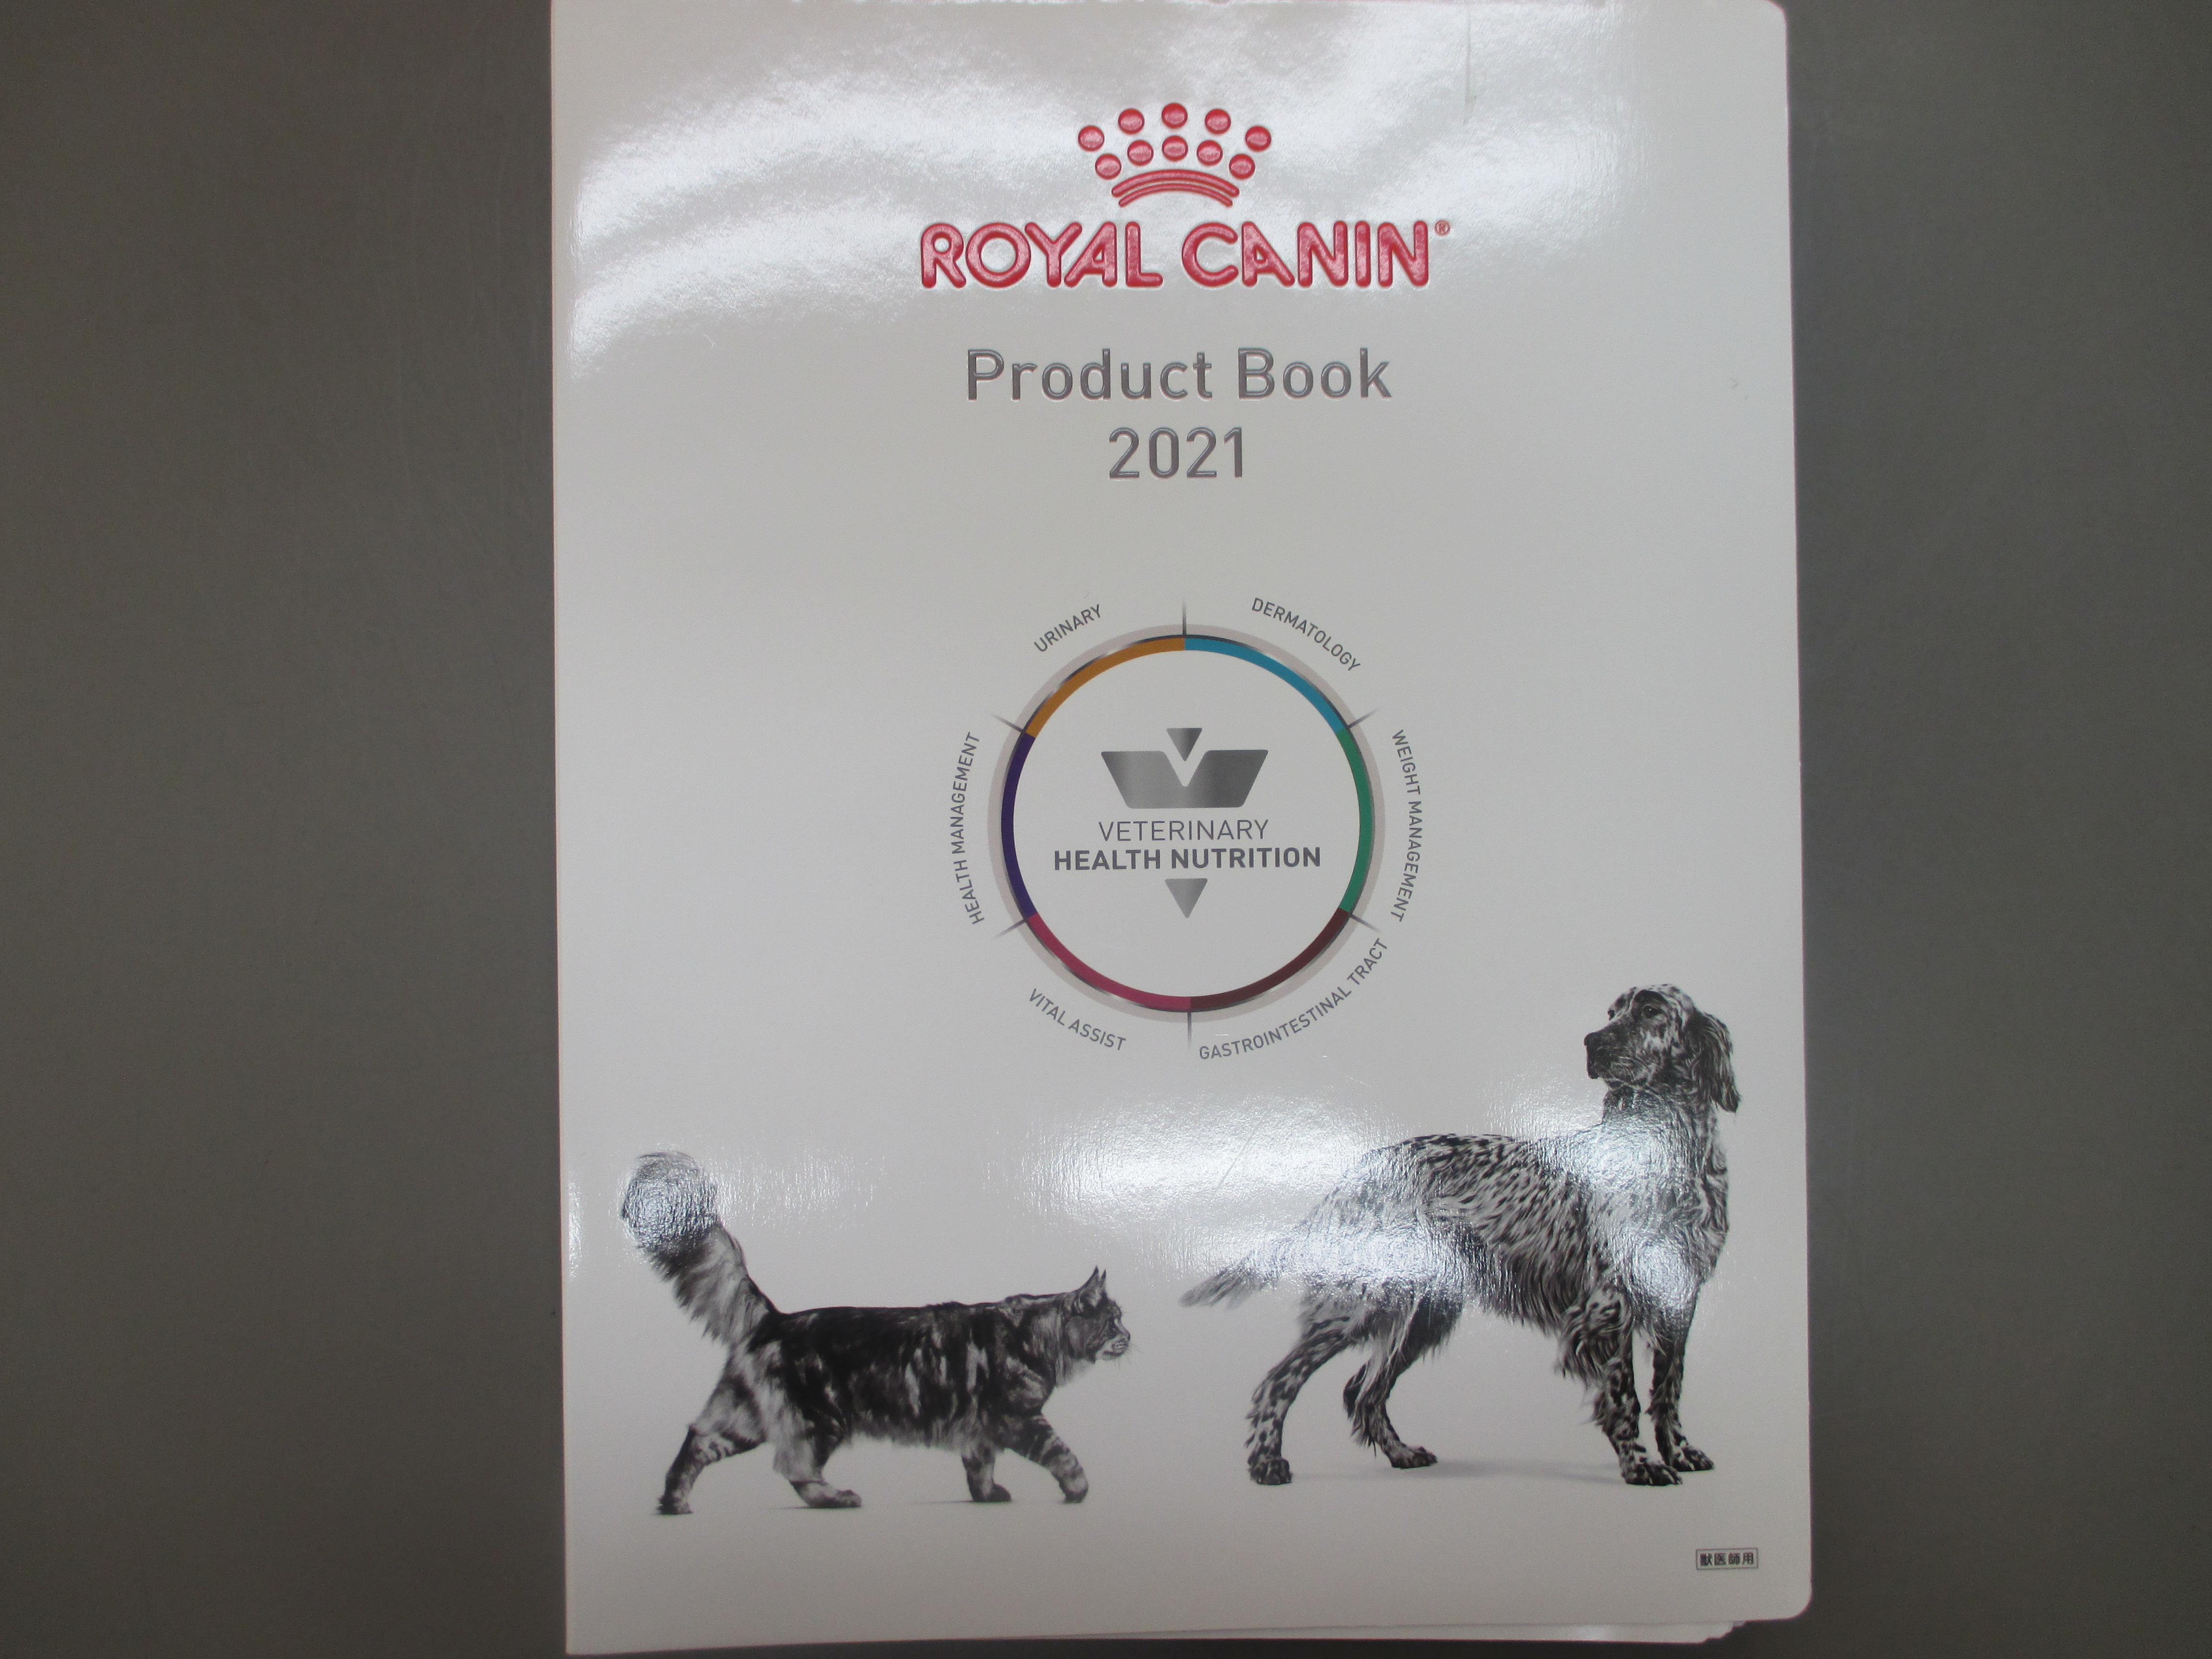 ROYAL CANIN®
Product Book
2021
URINARY
DERMATOLOGY
HEALTH MANAGEMENT
WEIGHT MANAGEMENT
VETERINARY
HEALTH NUTRITION
VITAL ASSIST
GASTROINTESTINAL TRACT
獣医師用